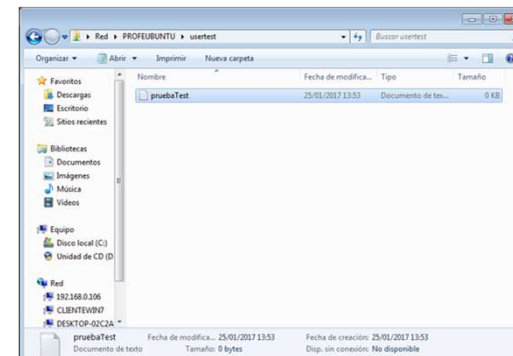 Red ▸ PROFEUBUNTU ▸ usertest
Buscar usertest
Organizar ▾ Abrir ▾ Imprimir Nueva carpeta
Nombre Fecha de modifica... Tipo Tamaño
pruebaTest 25/01/2017 13:53 Documento de tex... 0 KB
Favoritos
Descargas
Escritorio
Sitios recientes
Bibliotecas
Documentos
Imágenes
Música
Vídeos
Equipo
Disco local (C:)
Unidad de CD (D
Red
192.168.0.106
CLIENTEWIN7
DESKTOP-02C2A
pruebaTest Fecha de modifica... 25/01/2017 13:53 Fecha de creación: 25/01/2017 13:53
Documento de texto Tamaño: 0 bytes Disp. sin conexión: No disponible